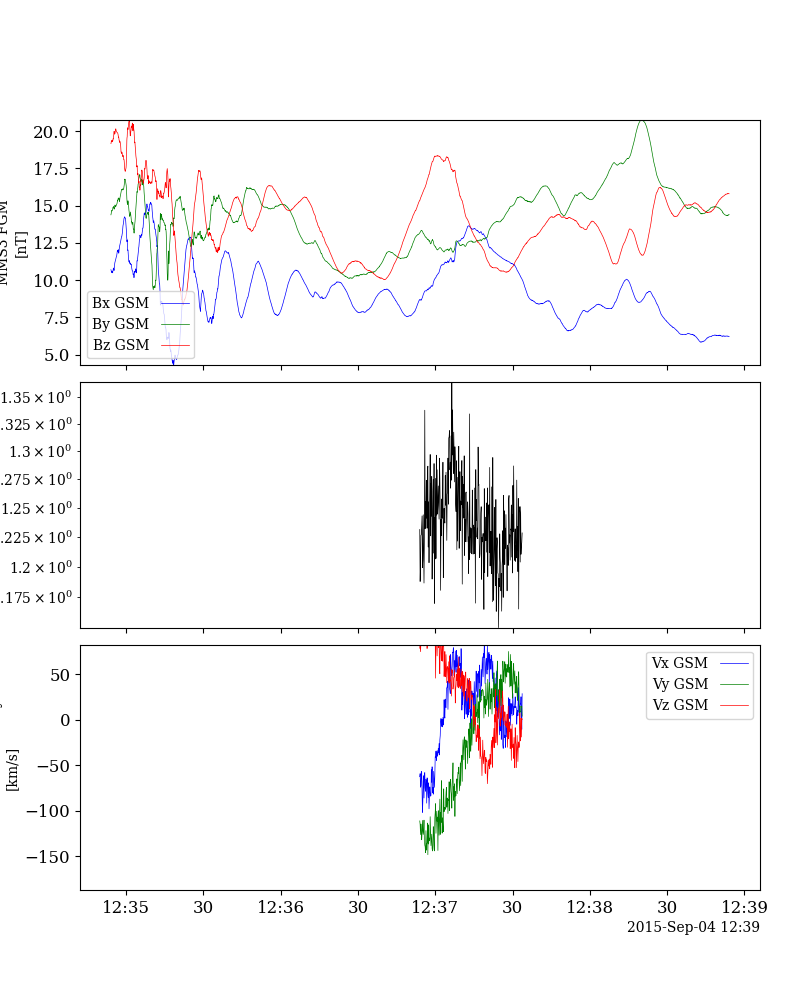 20.0
17.5
15.0
12.5
10.0
7.5
5.0
MMS3 FGM
[nT]
Bx GSM
By GSM
Bz GSM
1.35 × 10⁰
.325 × 10⁰
1.3 × 10⁰
.275 × 10⁰
1.25 × 10⁰
.225 × 10⁰
1.2 × 10⁰
.175 × 10⁰
50
0
−50
−100
−150
[km/s]
Vx GSM
Vy GSM
Vz GSM
12:35
30
12:36
30
12:37
30
12:38
30
12:39
2015-Sep-04 12:39